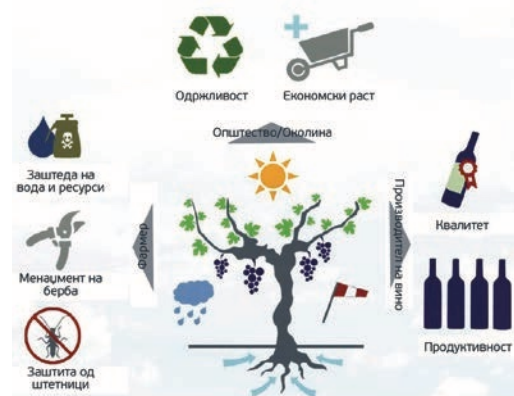 Одржливост
Економски раст
Општество/Околина
Заштеда на
вода и ресурси
Фармер
Менаџмент на
берба
Заштита од
штетници
Производител на вино
Квалитет
Продуктивност